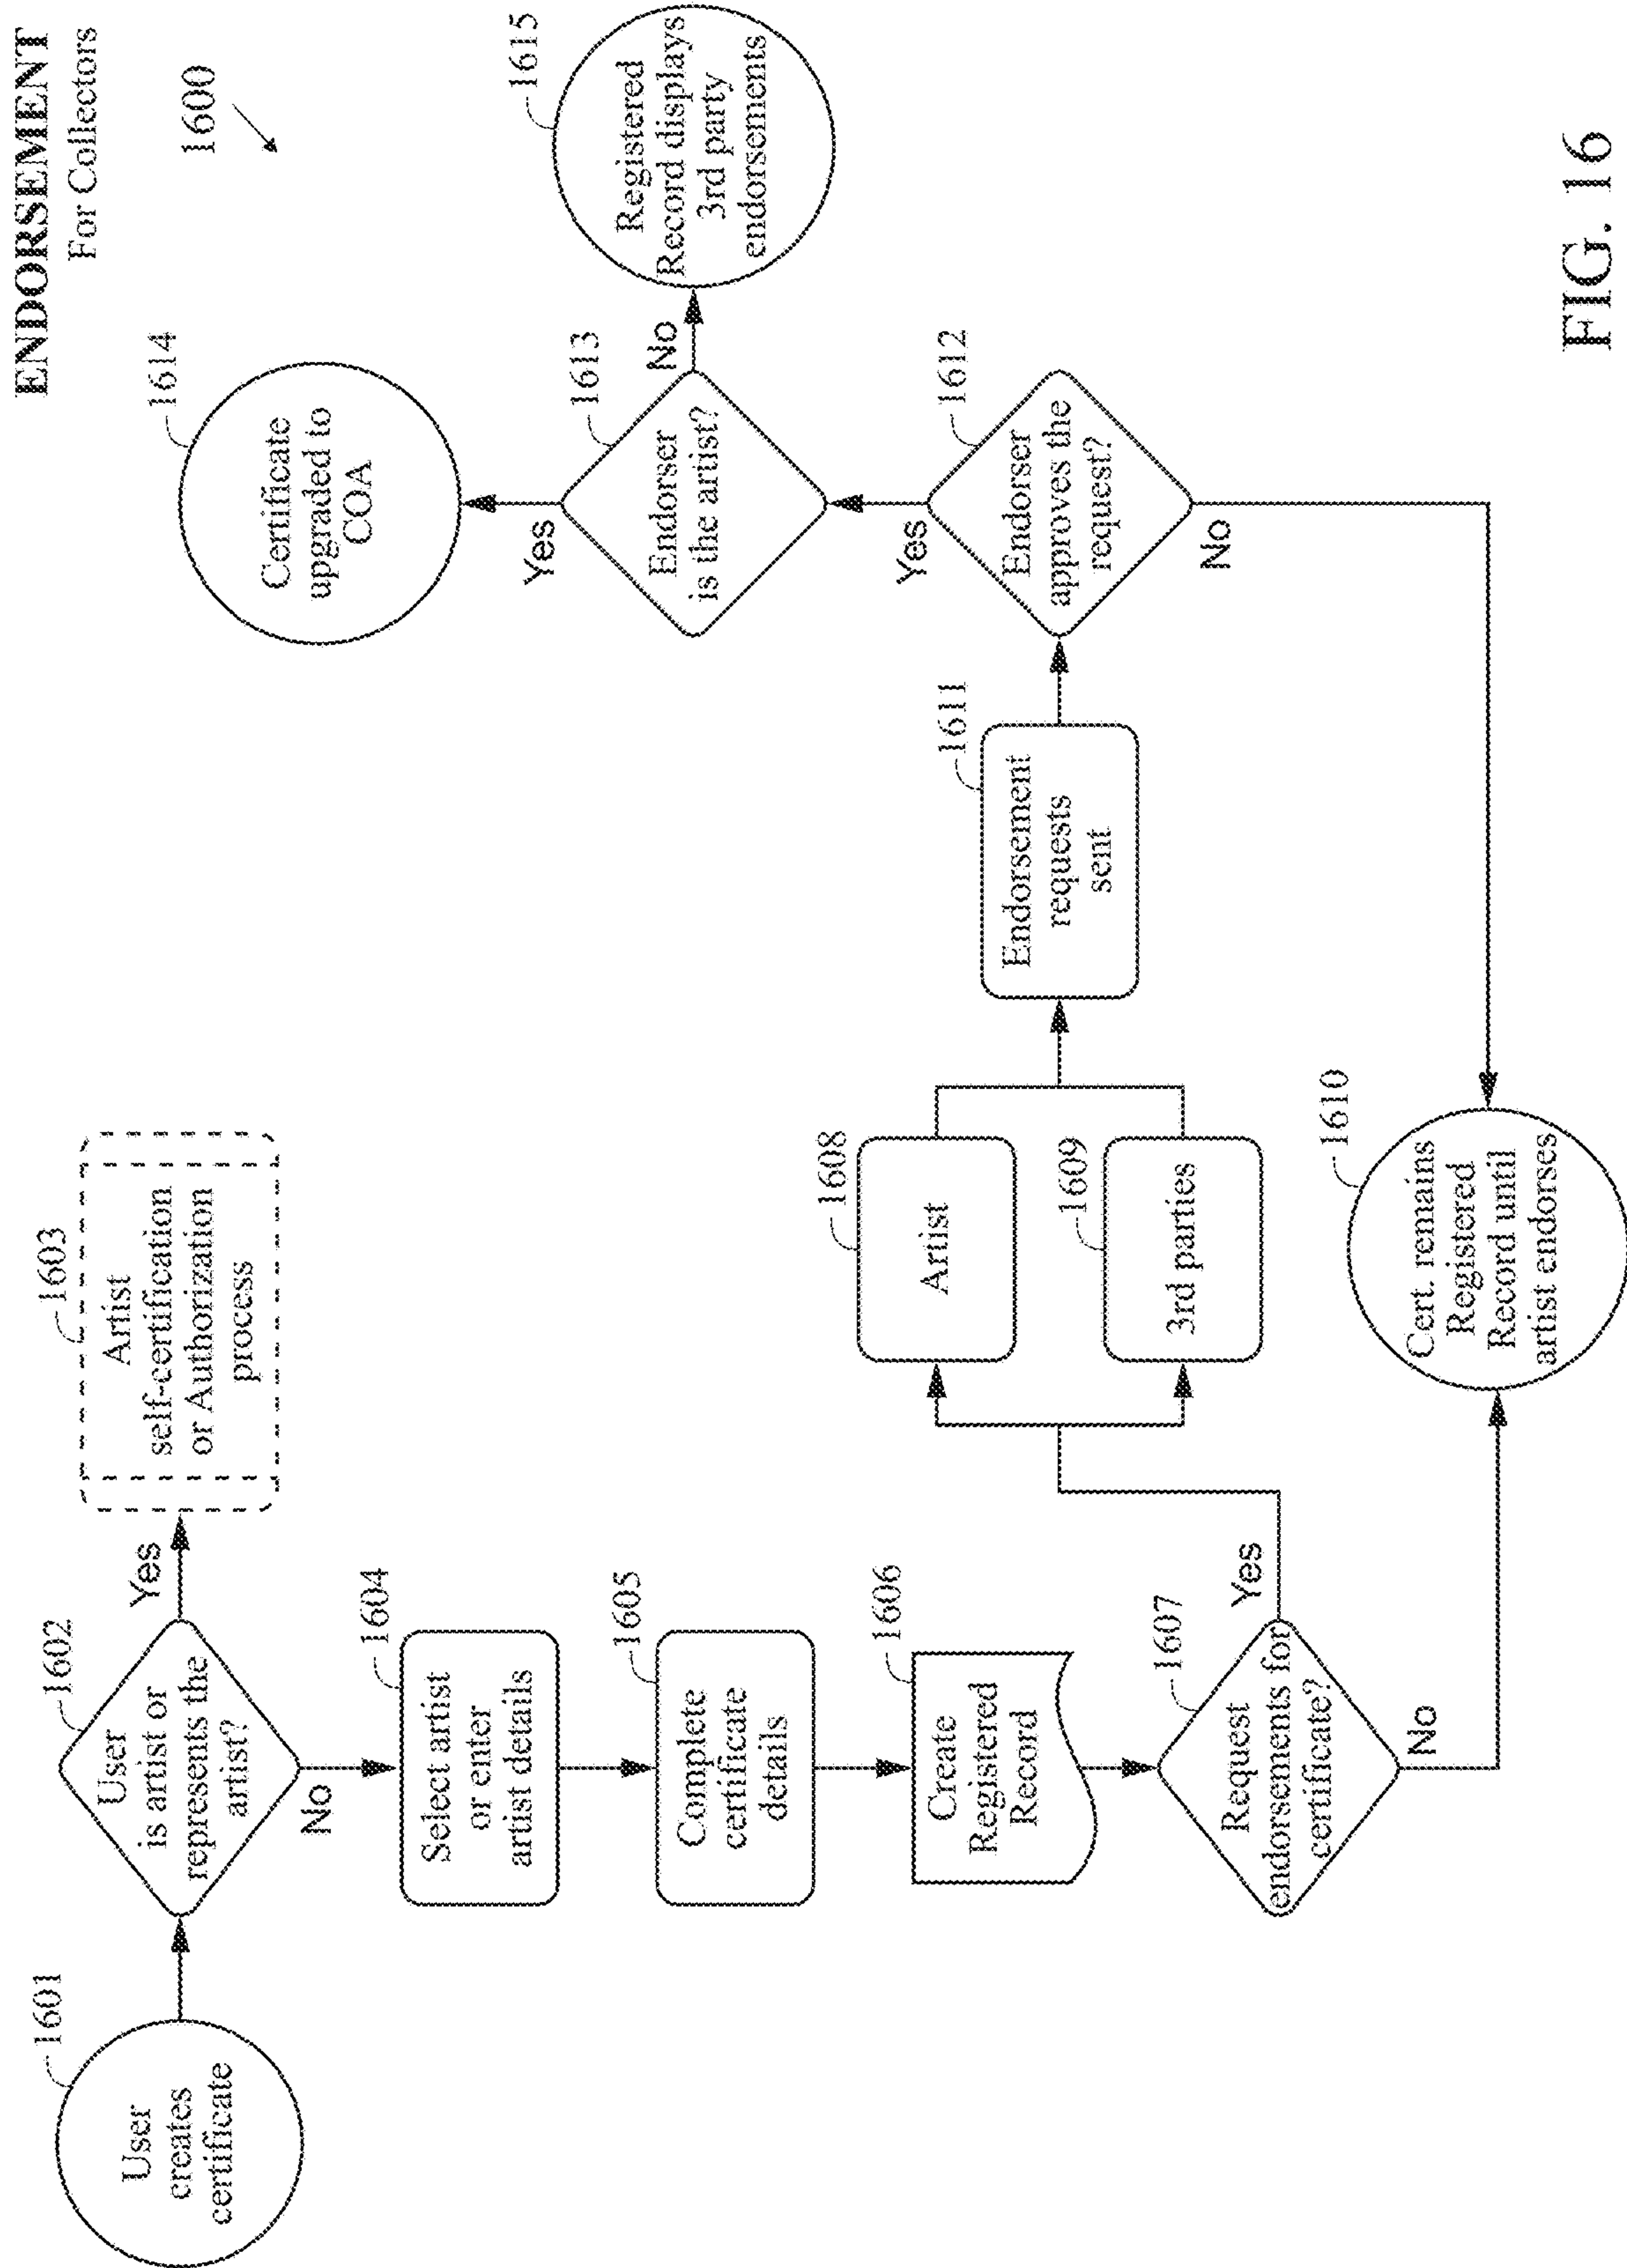 ENDORSEMENT
For Collectors
1600
1601
User
creates
certificate
1602
User
is artist or
represents the
artist?
Yes
No
1603
Artist
self-certification
or Authorization
process
1604
Select artist
or enter
artist details
1605
Complete
certificate
details
1606
Create
Registered
Record
1607
Request
endorsements for
certificate?
Yes
No
1608
Artist
1609
3rd parties
1610
Cert. remains
Registered
Record until
artist endorses
1611
Endorsement
requests
sent
1612
Endorser
approves the
request?
Yes
No
1613
Endorser
is the artist?
Yes
No
1614
Certificate
upgraded to
COA
1615
Registered
Record displays
3rd party
endorsements
FIG. 16